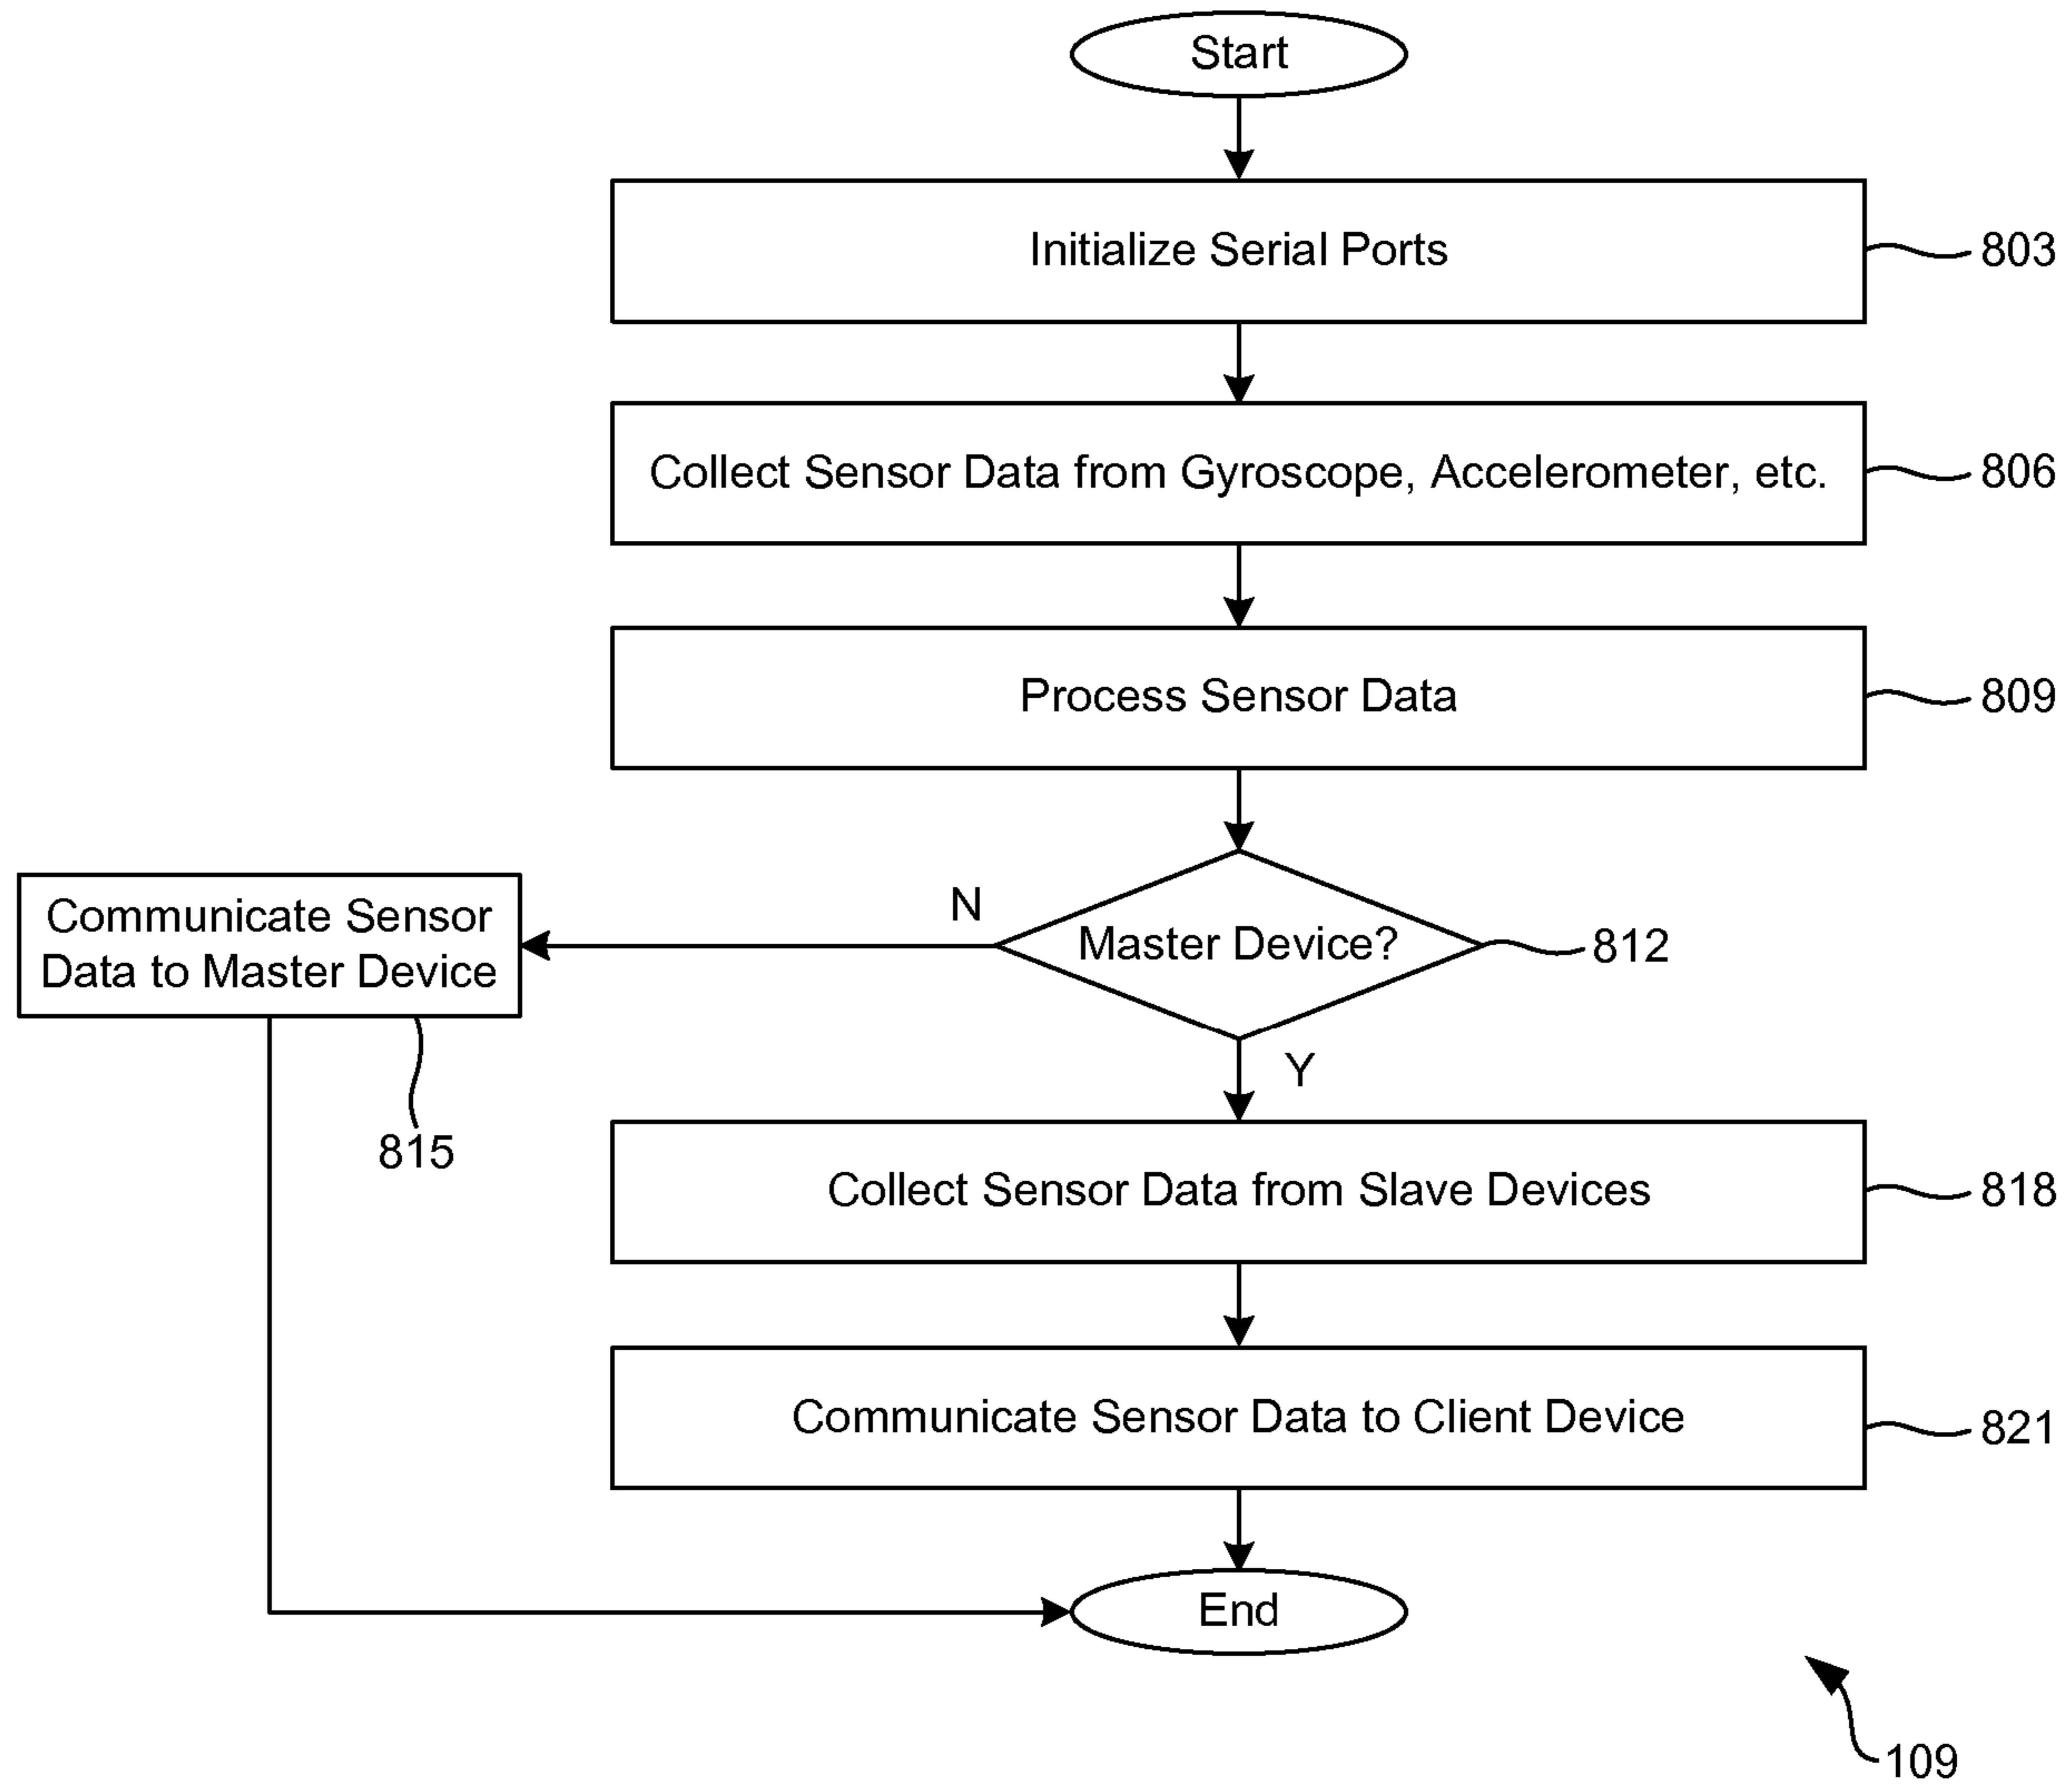 Start
Initialize Serial Ports
803
Collect Sensor Data from Gyroscope, Accelerometer, etc.
806
Process Sensor Data
809
N
Master Device?
812
Communicate Sensor
Data to Master Device
815
Y
Collect Sensor Data from Slave Devices
818
Communicate Sensor Data to Client Device
821
End
109